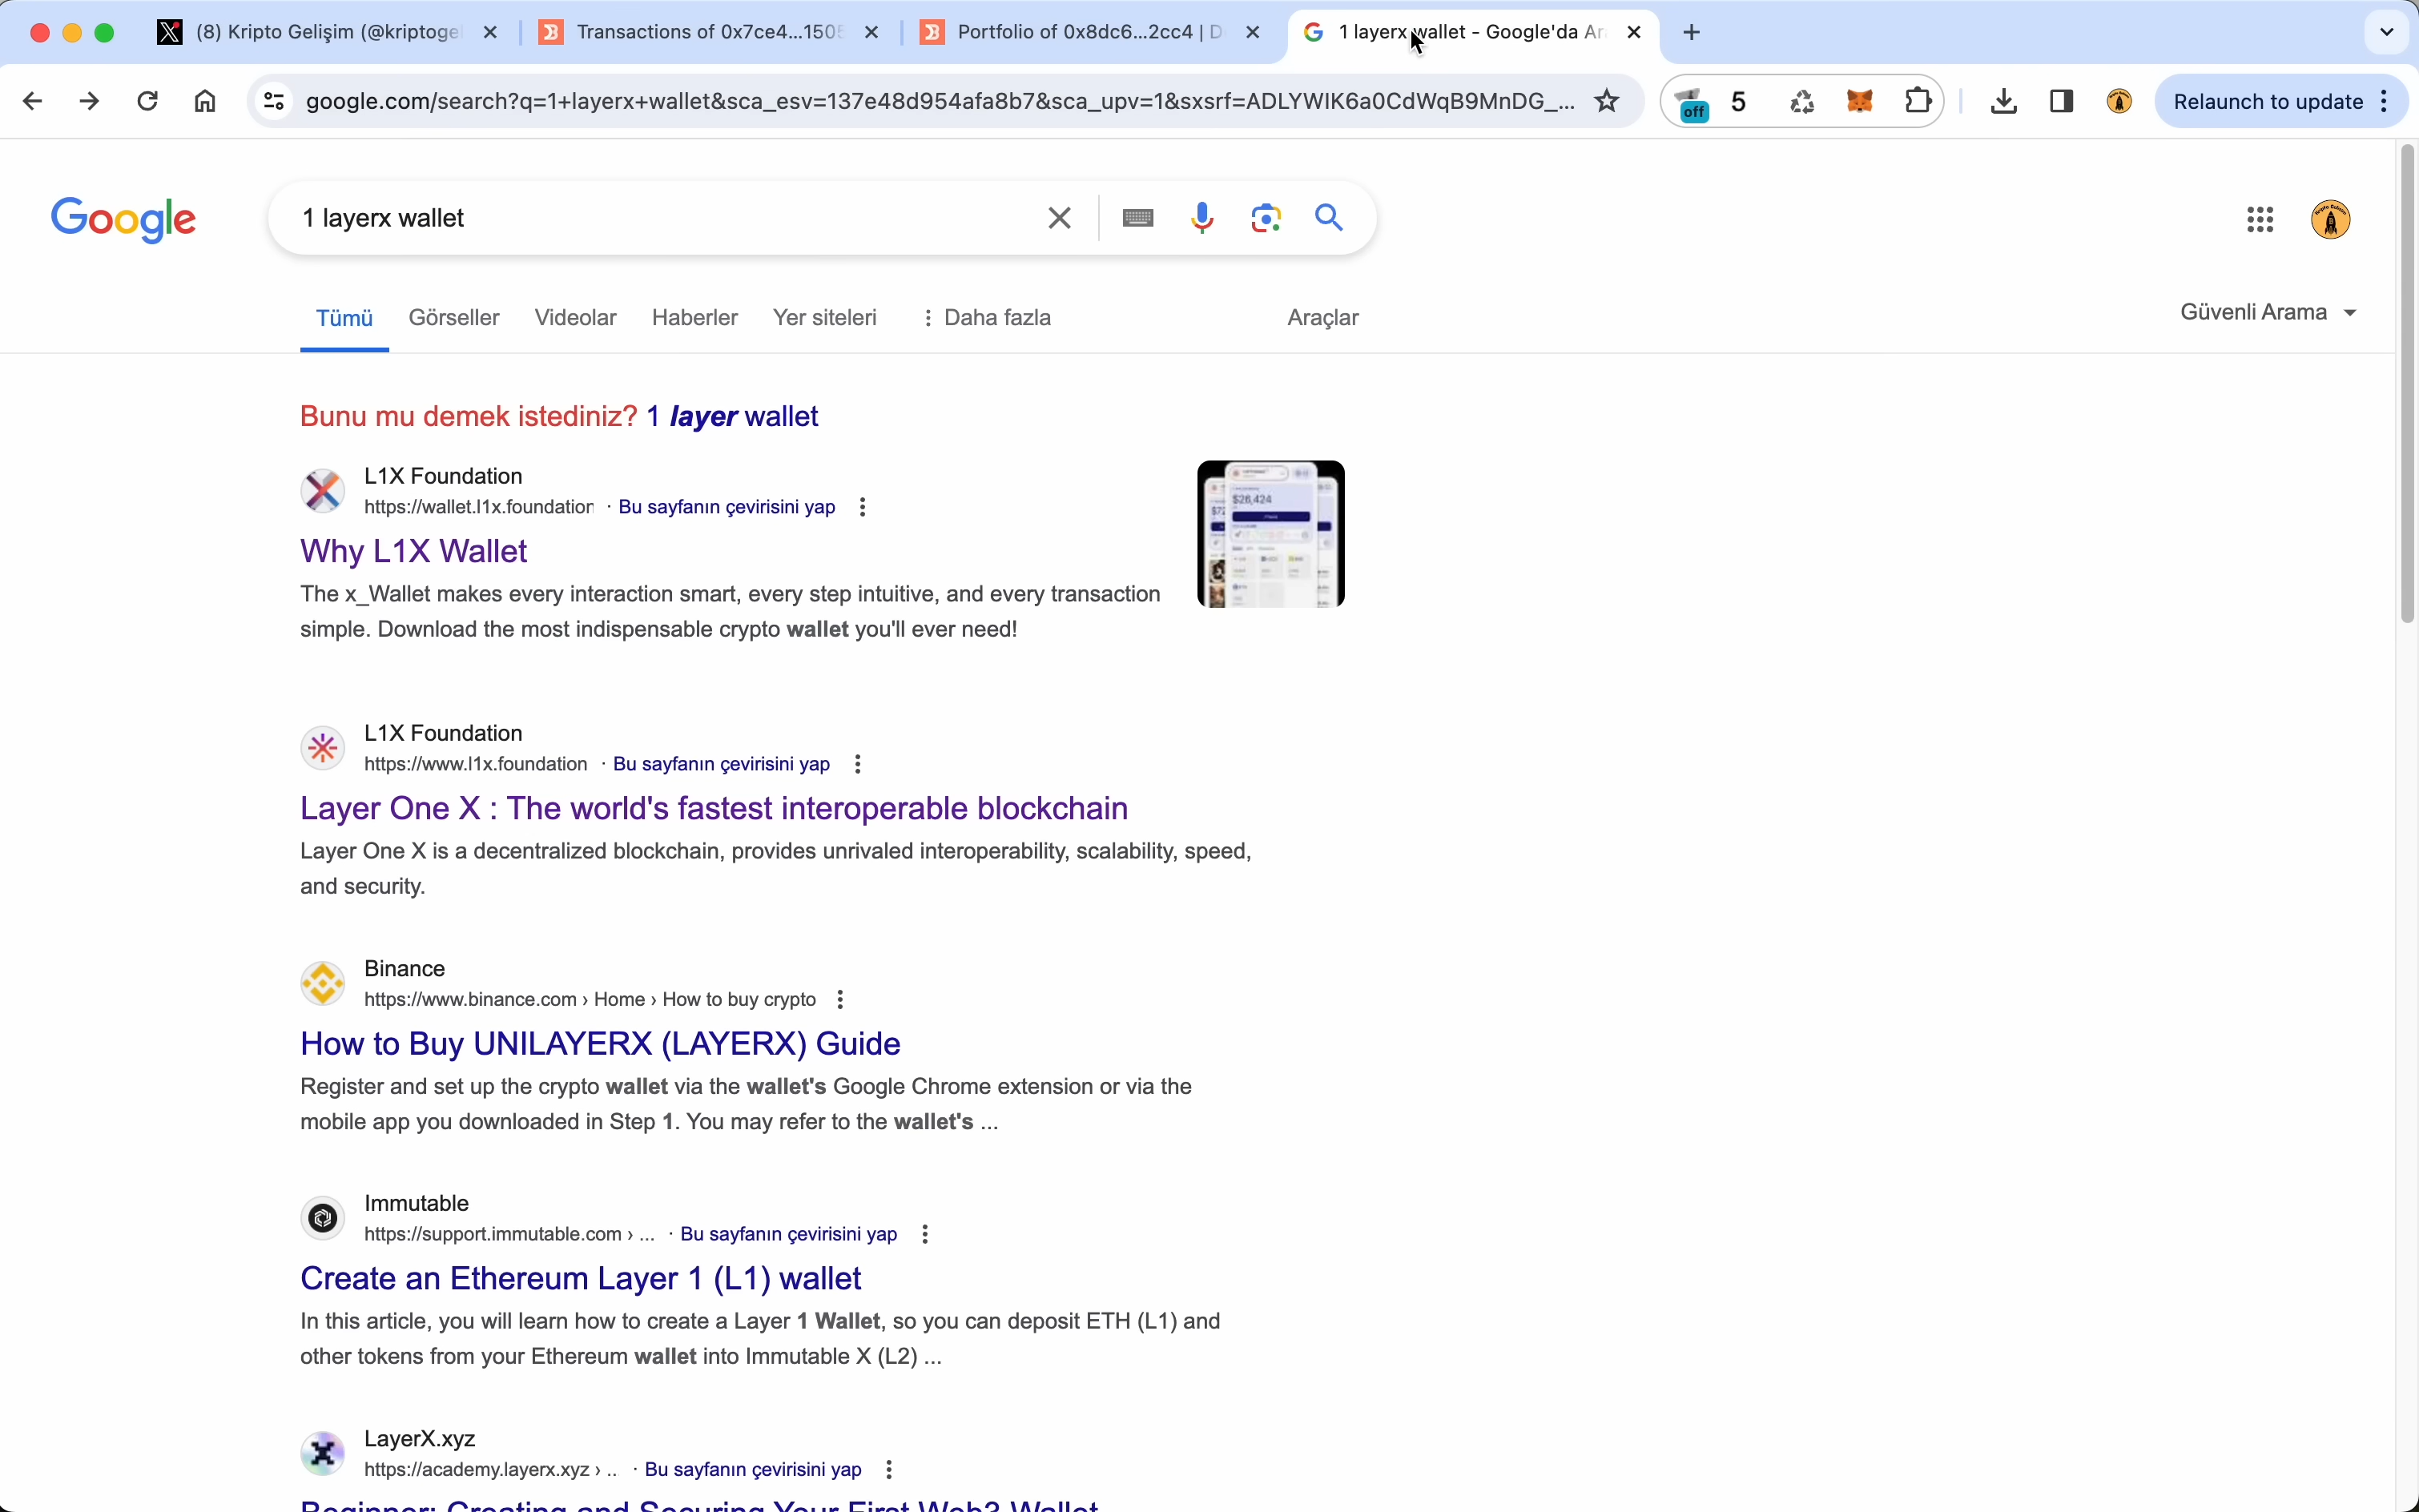 (8) Kripto Gelişim (@kriptoge
Transactions of 0x7ce4...1505
Portfolio of 0x8dc6...2cc4 | D
1 layerx wallet - Google'da Ar
google.com/search?q=1+layerx+wallet&sca_esv=137e48d954afa8b7&sca_upv=1&sxsrf=ADLYWIK6a0CdWqB9MnDG_...
off
5
Relaunch to update
Google
1 layerx wallet
Tümü
Görseller
Videolar
Haberler
Yer siteleri
Daha fazla
Araçlar
Güvenli Arama
Bunu mu demek istediniz? 1 layer wallet
L1X Foundation
https://wallet.l1x.foundation · Bu sayfanın çevirisini yap
Why L1X Wallet
The x_Wallet makes every interaction smart, every step intuitive, and every transaction
simple. Download the most indispensable crypto wallet you'll ever need!
$26,424
L1X Foundation
https://www.l1x.foundation · Bu sayfanın çevirisini yap
Layer One X : The world's fastest interoperable blockchain
Layer One X is a decentralized blockchain, provides unrivaled interoperability, scalability, speed,
and security.
Binance
https://www.binance.com › Home › How to buy crypto
How to Buy UNILAYERX (LAYERX) Guide
Register and set up the crypto wallet via the wallet's Google Chrome extension or via the
mobile app you downloaded in Step 1. You may refer to the wallet's ...
Immutable
https://support.immutable.com › ... · Bu sayfanın çevirisini yap
Create an Ethereum Layer 1 (L1) wallet
In this article, you will learn how to create a Layer 1 Wallet, so you can deposit ETH (L1) and
other tokens from your Ethereum wallet into Immutable X (L2) ...
LayerX.xyz
https://academy.layerx.xyz › .. · Bu sayfanın çevirisini yap
Beginner: Creating and Securing Your First Web3 Wallet